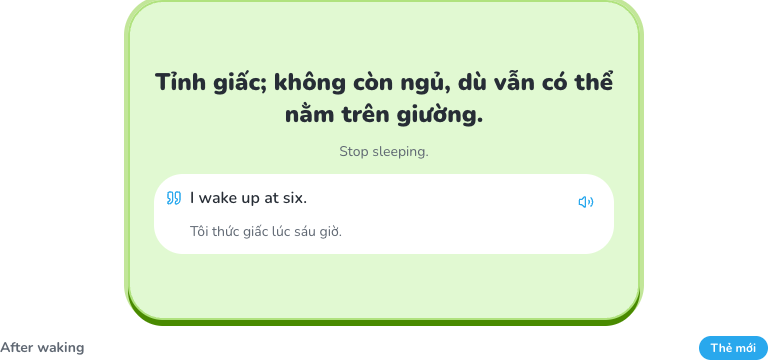 Tỉnh giấc; không còn ngủ, dù vẫn có thể
nằm trên giường.
Stop sleeping.
I wake up at six.
Tôi thức giấc lúc sáu giờ.
After waking
Thẻ mới